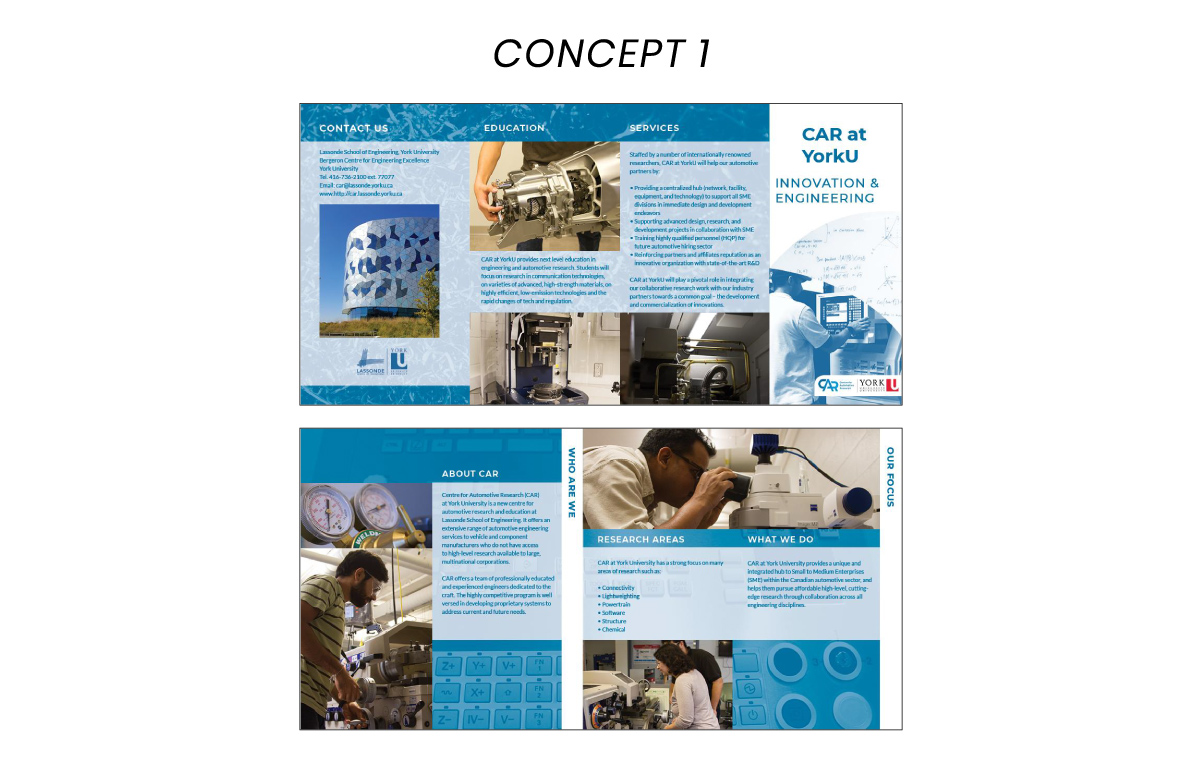 CONCEPT 1
CONTACT US
Lassonde School of Engineering, York University
Bergeron Centre for Engineering Excellence
York University
Tel. 416-736-2100 ext. 77077
Email: car@lassonde.yorku.ca
www.http://car.lassonde.yorku.ca
LASSONDE
YORK
U
EDUCATION
CAR at YorkU provides next level education in
engineering and automotive research. Students will
focus on research in communication technologies,
on varieties of advanced, high-strength materials, on
highly efficient, low-emission technologies and the
rapid changes of tech and regulation.
SERVICES
Staffed by a number of internationally renowned
researchers, CAR at YorkU will help our automotive
partners by:
• Providing a centralized hub (network, facility,
equipment, and technology) to support all SME
divisions in immediate design and development
endeavors
• Supporting advanced design, research, and
development projects in collaboration with SME
• Training highly qualified personnel (HQP) for
future automotive hiring sector
• Reinforcing partners and affiliates reputation as an
innovative organization with state-of-the-art R&D
CAR at YorkU will play a pivotal role in integrating
our collaborative research work with our industry
partners towards a common goal – the development
and commercialization of innovations.
CAR at
YorkU
INNOVATION &
ENGINEERING
CAR
YORK U
ABOUT CAR
Centre for Automotive Research (CAR)
at York University is a new centre for
automotive research and education at
Lassonde School of Engineering. It offers an
extensive range of automotive engineering
services to vehicle and component
manufacturers who do not have access
to high-level research available to large,
multinational corporations.
CAR offers a team of professionally educated
and experienced engineers dedicated to the
craft. The highly competitive program is well
versed in developing proprietary systems to
address current and future needs.
WELD
Z+ Y+ V+ FN 1
X+ FN 2
Z− IV− V− FN 3
WHO ARE WE
RESEARCH AREAS
CAR at York University has a strong focus on many
areas of research such as:
• Connectivity
• Lightweighting
• Powertrain
• Software
• Structure
• Chemical
WHAT WE DO
CAR at York University provides a unique and
integrated hub to Small to Medium Enterprises
(SME) within the Canadian automotive sector, and
helps them pursue affordable high-level, cutting-
edge research through collaboration across all
engineering disciplines.
OUR FOCUS